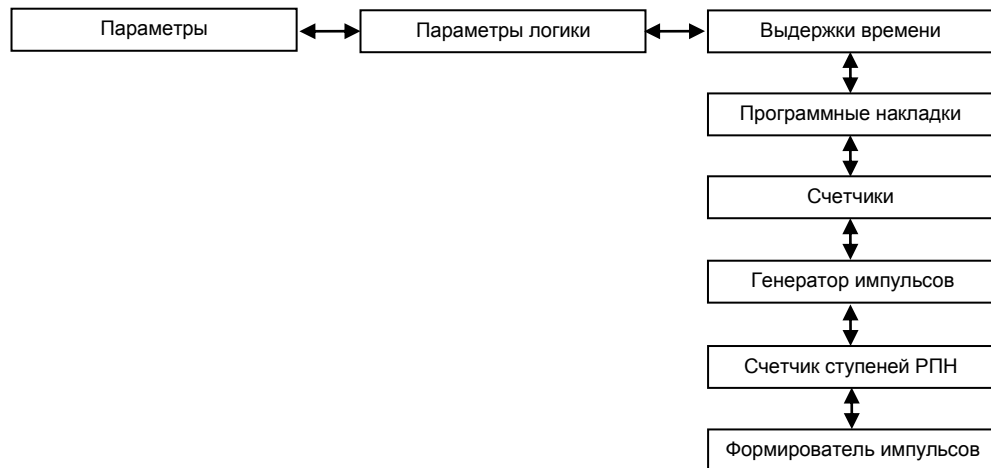 Параметры
Параметры логики
Выдержки времени
Программные накладки
Счетчики
Генератор импульсов
Счетчик ступеней РПН
Формирователь импульсов